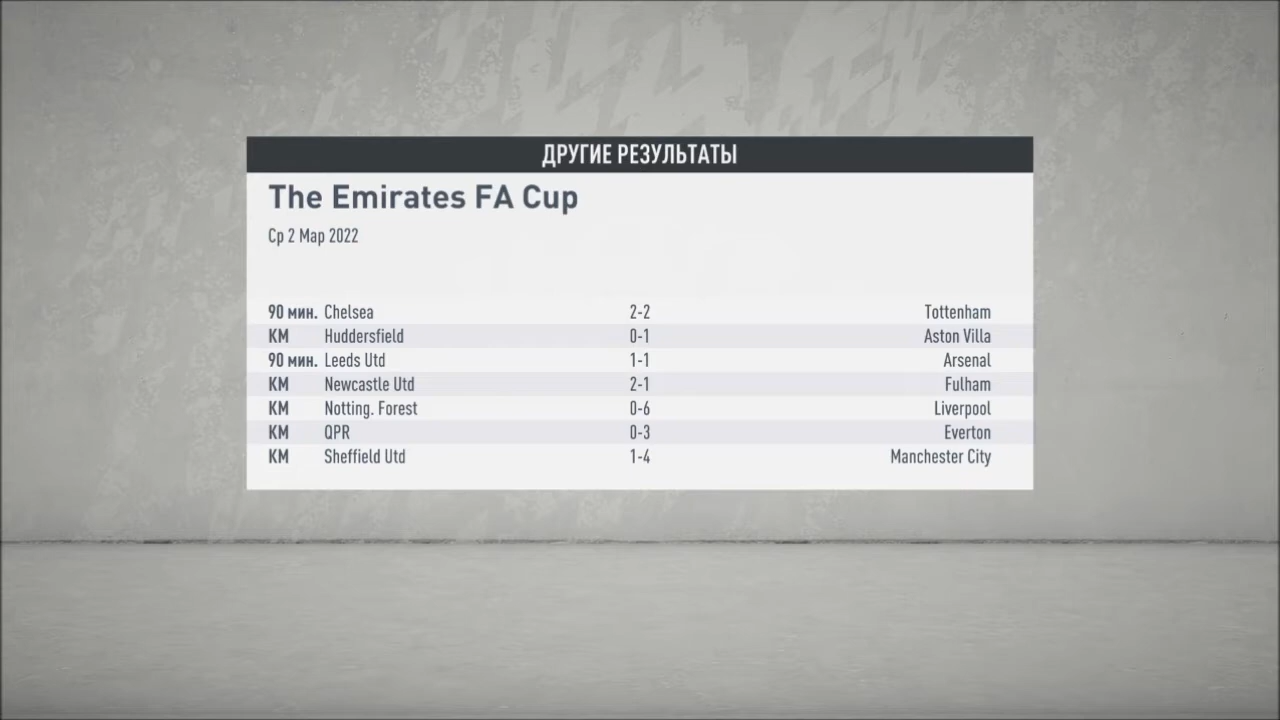 ДРУГИЕ РЕЗУЛЬТАТЫ
The Emirates FA Cup
Ср 2 Мар 2022
90 мин. Chelsea 2-2 Tottenham
КМ Huddersfield 0-1 Aston Villa
90 мин. Leeds Utd 1-1 Arsenal
КМ Newcastle Utd 2-1 Fulham
КМ Notting. Forest 0-6 Liverpool
КМ QPR 0-3 Everton
КМ Sheffield Utd 1-4 Manchester City